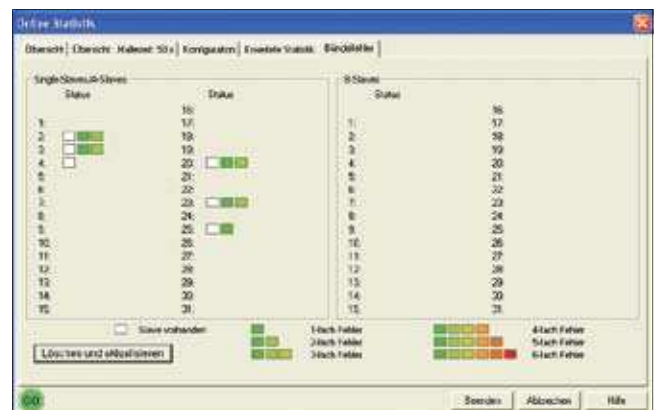 Online Statistik
Übersicht Übersicht Konfiguration Erweiterte Statistik Bündelfehler
Single-Slaves/A-Slaves
B-Slaves
Status Status Status
16: 16:
1: 17: 1: 17:
2: 18: 2: 18:
3: 19: 3: 19:
4: 20: 4: 20:
5: 21: 5: 21:
6: 22: 6: 22:
7: 23: 7: 23:
8: 24: 8: 24:
9: 25: 9: 25:
10: 26: 10: 26:
11: 27: 11: 27:
12: 28: 12: 28:
13: 29: 13: 29:
14: 30: 14: 30:
15: 31: 15: 31:
Slave vorhanden 1-fach Fehler 4-fach Fehler
2-fach Fehler 5-fach Fehler
Löschen und aktualisieren 3-fach Fehler 6-fach Fehler
Beenden Abbrechen Hilfe